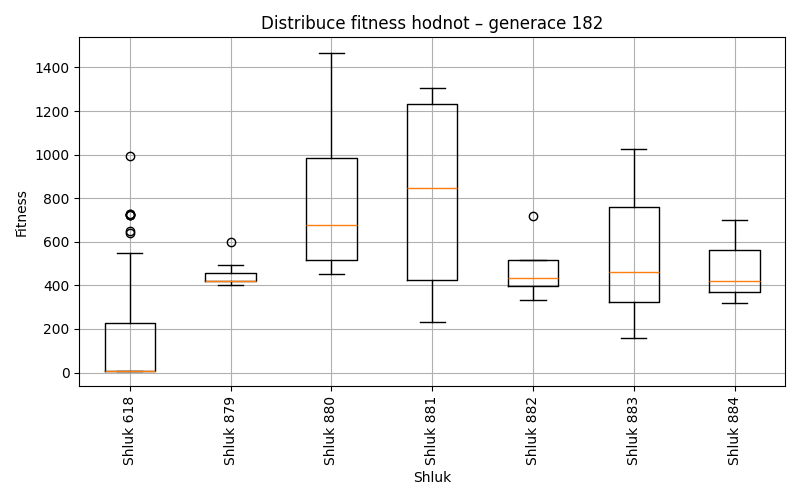 Distribuce fitness hodnot – generace 182
Fitness
1400
1200
1000
800
600
400
200
0
Shluk 618
Shluk 879
Shluk 880
Shluk 881
Shluk 882
Shluk 883
Shluk 884
Shluk